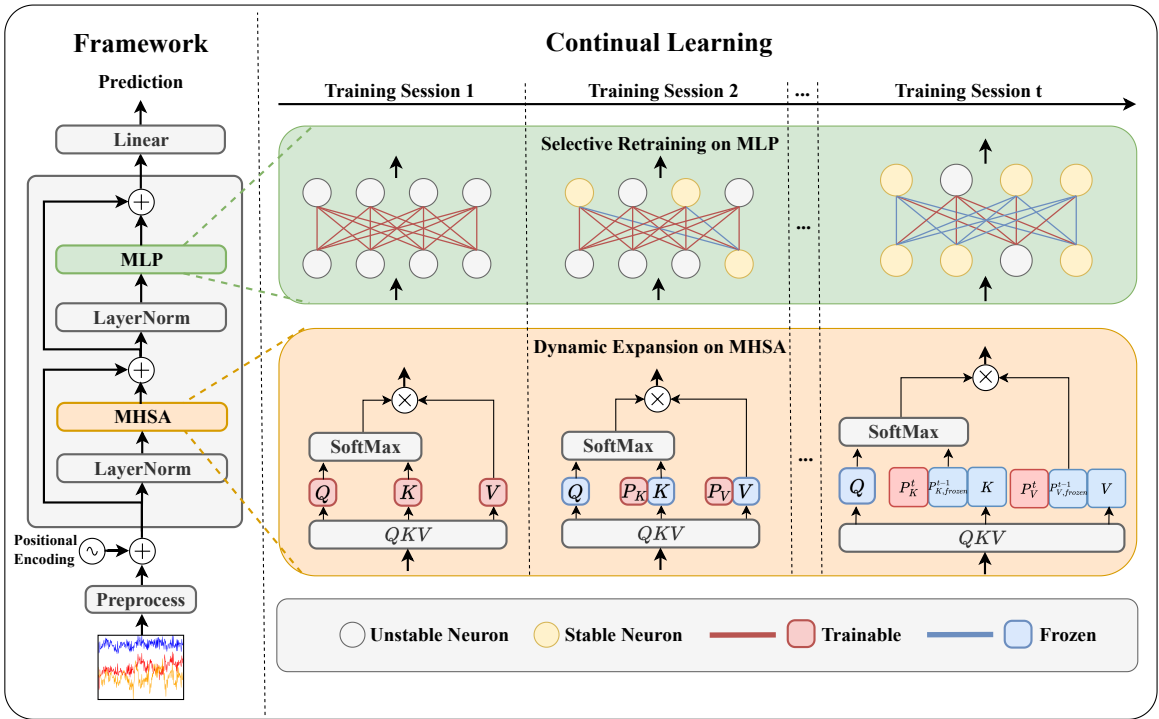 Framework
Prediction
Linear
MLP
LayerNorm
MHSA
LayerNorm
Positional
Encoding
Preprocess
Continual Learning
Training Session 1
Training Session 2
...
Training Session t
Selective Retraining on MLP
...
Dynamic Expansion on MHSA
SoftMax
Q
K
V
QKV
SoftMax
Q
P_K
K
P_V
V
QKV
...
SoftMax
Q
P_K^t
P_{K,frozen}^{t-1}
K
P_V^t
P_{V,frozen}^{t-1}
V
QKV
Unstable Neuron
Stable Neuron
Trainable
Frozen